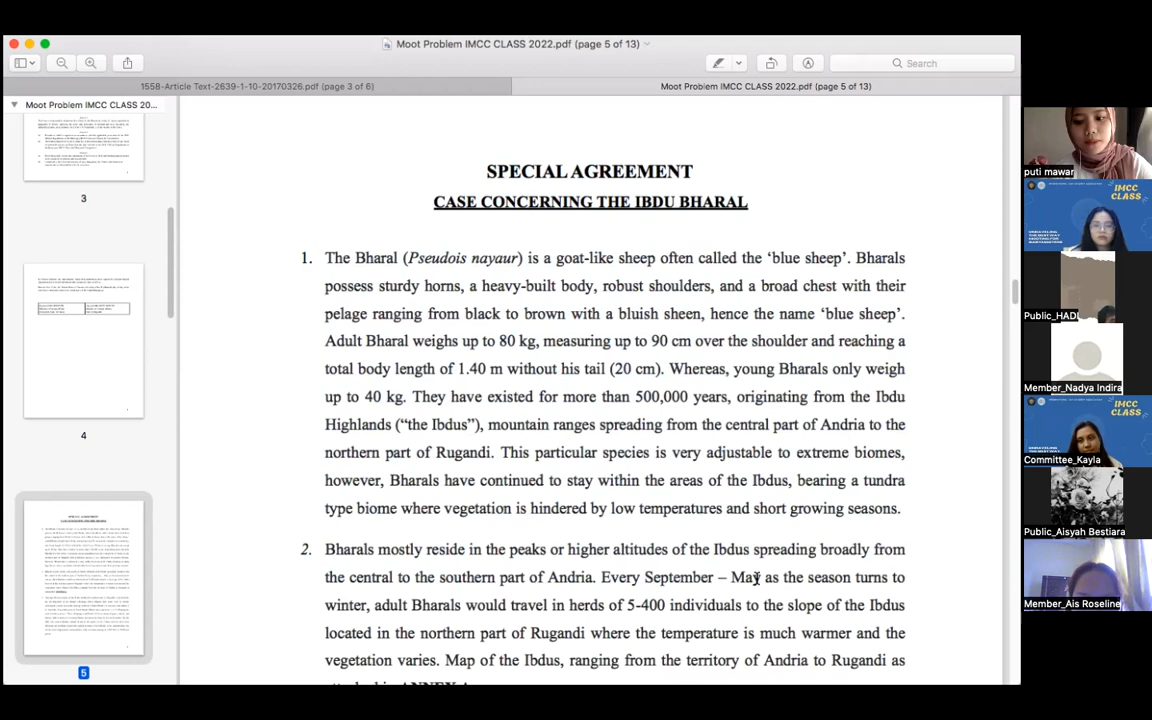 Moot Problem IMCC CLASS 2022.pdf (page 5 of 13)
Search
1558-Article Text-2639-1-10-20170326.pdf (page 3 of 6)
Moot Problem IMCC CLASS 2022.pdf (page 5 of 13)
Moot Problem IMCC CLASS 20...
3
4
5
SPECIAL AGREEMENT
CASE CONCERNING THE IBDU BHARAL
1. The Bharal (Pseudois nayaur) is a goat-like sheep often called the ‘blue sheep’. Bharals
possess sturdy horns, a heavy-built body, robust shoulders, and a broad chest with their
pelage ranging from black to brown with a bluish sheen, hence the name ‘blue sheep’.
Adult Bharal weighs up to 80 kg, measuring up to 90 cm over the shoulder and reaching a
total body length of 1.40 m without his tail (20 cm). Whereas, young Bharals only weigh
up to 40 kg. They have existed for more than 500,000 years, originating from the Ibdu
Highlands (“the Ibdus”), mountain ranges spreading from the central part of Andria to the
northern part of Rugandi. This particular species is very adjustable to extreme biomes,
however, Bharals have continued to stay within the areas of the Ibdus, bearing a tundra
type biome where vegetation is hindered by low temperatures and short growing seasons.
2. Bharals mostly reside in the peaks or higher altitudes of the Ibdus spreading broadly from
the central to the southern part of Andria. Every September – May as the season turns to
winter, adult Bharals would travel in herds of 5-400 individuals to the slope of the Ibdus
located in the northern part of Rugandi where the temperature is much warmer and the
vegetation varies. Map of the Ibdus, ranging from the territory of Andria to Rugandi as
puti mawar
IMCC
CLASS
UNRAVELING
THE BEST WAY
Public_HADI
Member_Nadya Indira
IMCC
CLASS
UNRAVELING
THE BEST WAY
Committee_Kayla
Public_Aisyah Bestiara
Member_Ais Roseline